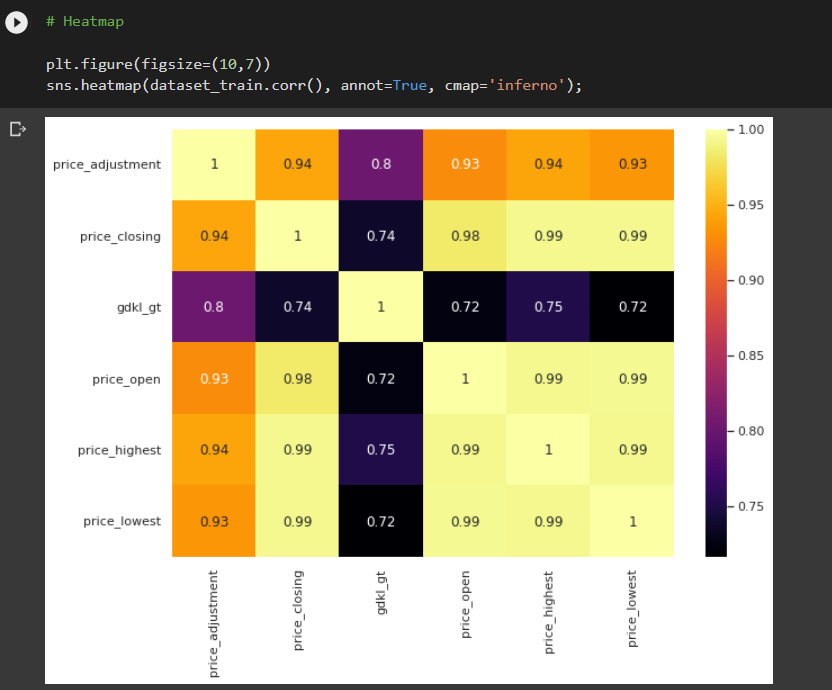 # Heatmap
plt.figure(figsize=(10,7))
sns.heatmap(dataset_train.corr(), annot=True, cmap='inferno');
price_adjustment 1 0.94 0.8 0.93 0.94 0.93
price_closing 0.94 1 0.74 0.98 0.99 0.99
gdkl_gt 0.8 0.74 1 0.72 0.75 0.72
price_open 0.93 0.98 0.72 1 0.99 0.99
price_highest 0.94 0.99 0.75 0.99 1 0.99
price_lowest 0.93 0.99 0.72 0.99 0.99 1
price_adjustment
price_closing
gdkl_gt
price_open
price_highest
price_lowest
1.00
0.95
0.90
0.85
0.80
0.75